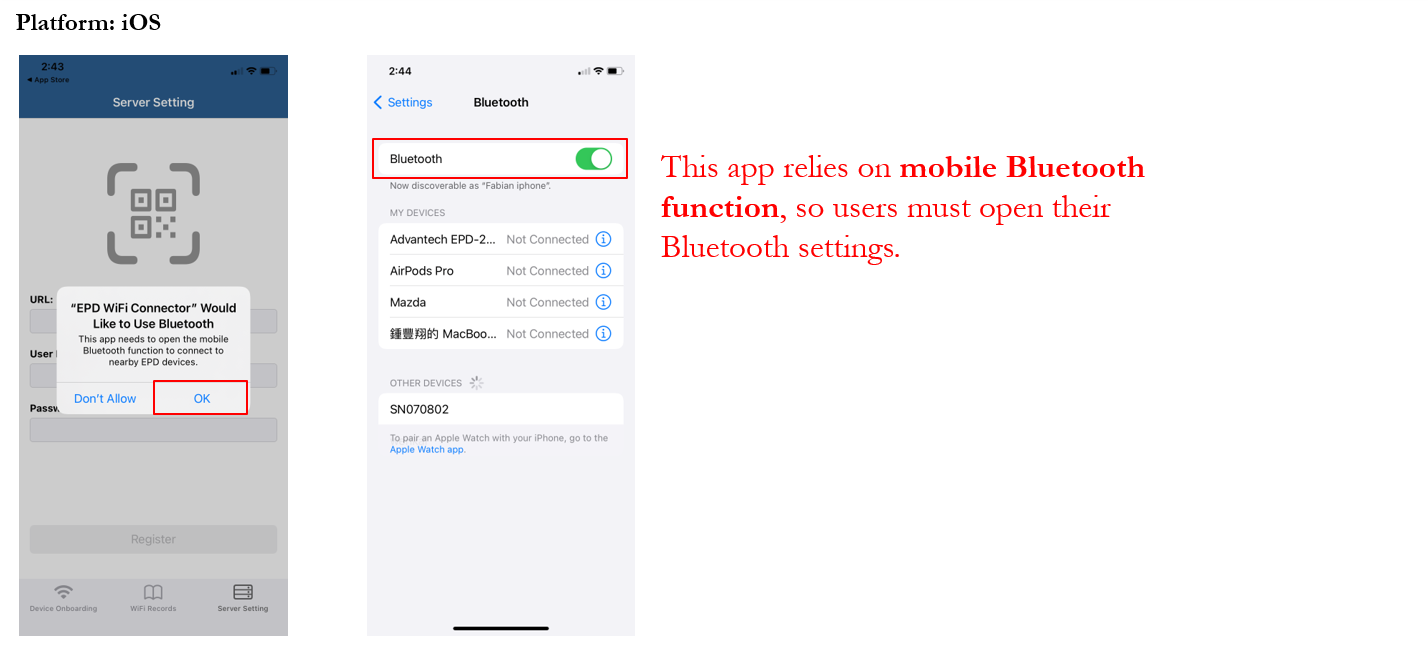 Platform: iOS
2:43
◀ App Store
Server Setting
URL:
"EPD WiFi Connector" Would
Like to Use Bluetooth
This app needs to open the mobile
Bluetooth function to connect to
nearby EPD devices.
User
Don't Allow
OK
Passw
Register
Device Onboarding
WiFi Records
Server Setting
2:44
Settings
Bluetooth
Bluetooth
Now discoverable as "Fabian iphone".
MY DEVICES
Advantech EPD-2... Not Connected
AirPods Pro Not Connected
Mazda Not Connected
鍾豐翔的 MacBoo... Not Connected
OTHER DEVICES
SN070802
To pair an Apple Watch with your iPhone, go to the
Apple Watch app.
This app relies on mobile Bluetooth
function, so users must open their
Bluetooth settings.